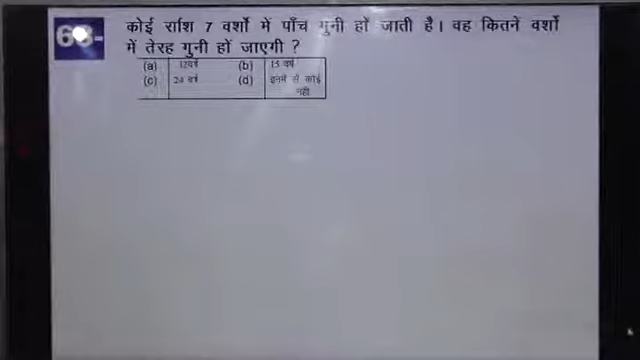 68-
कोई राशि 7 वर्शो में पाँच गुनी हों जाती है। वह कितने वर्शो
में तेरह गुनी हों जाएगी ?
(a) 12वर्ष (b) 15 वर्ष
(c) 24 वर्ष (d) इनमें से कोई
नहीं